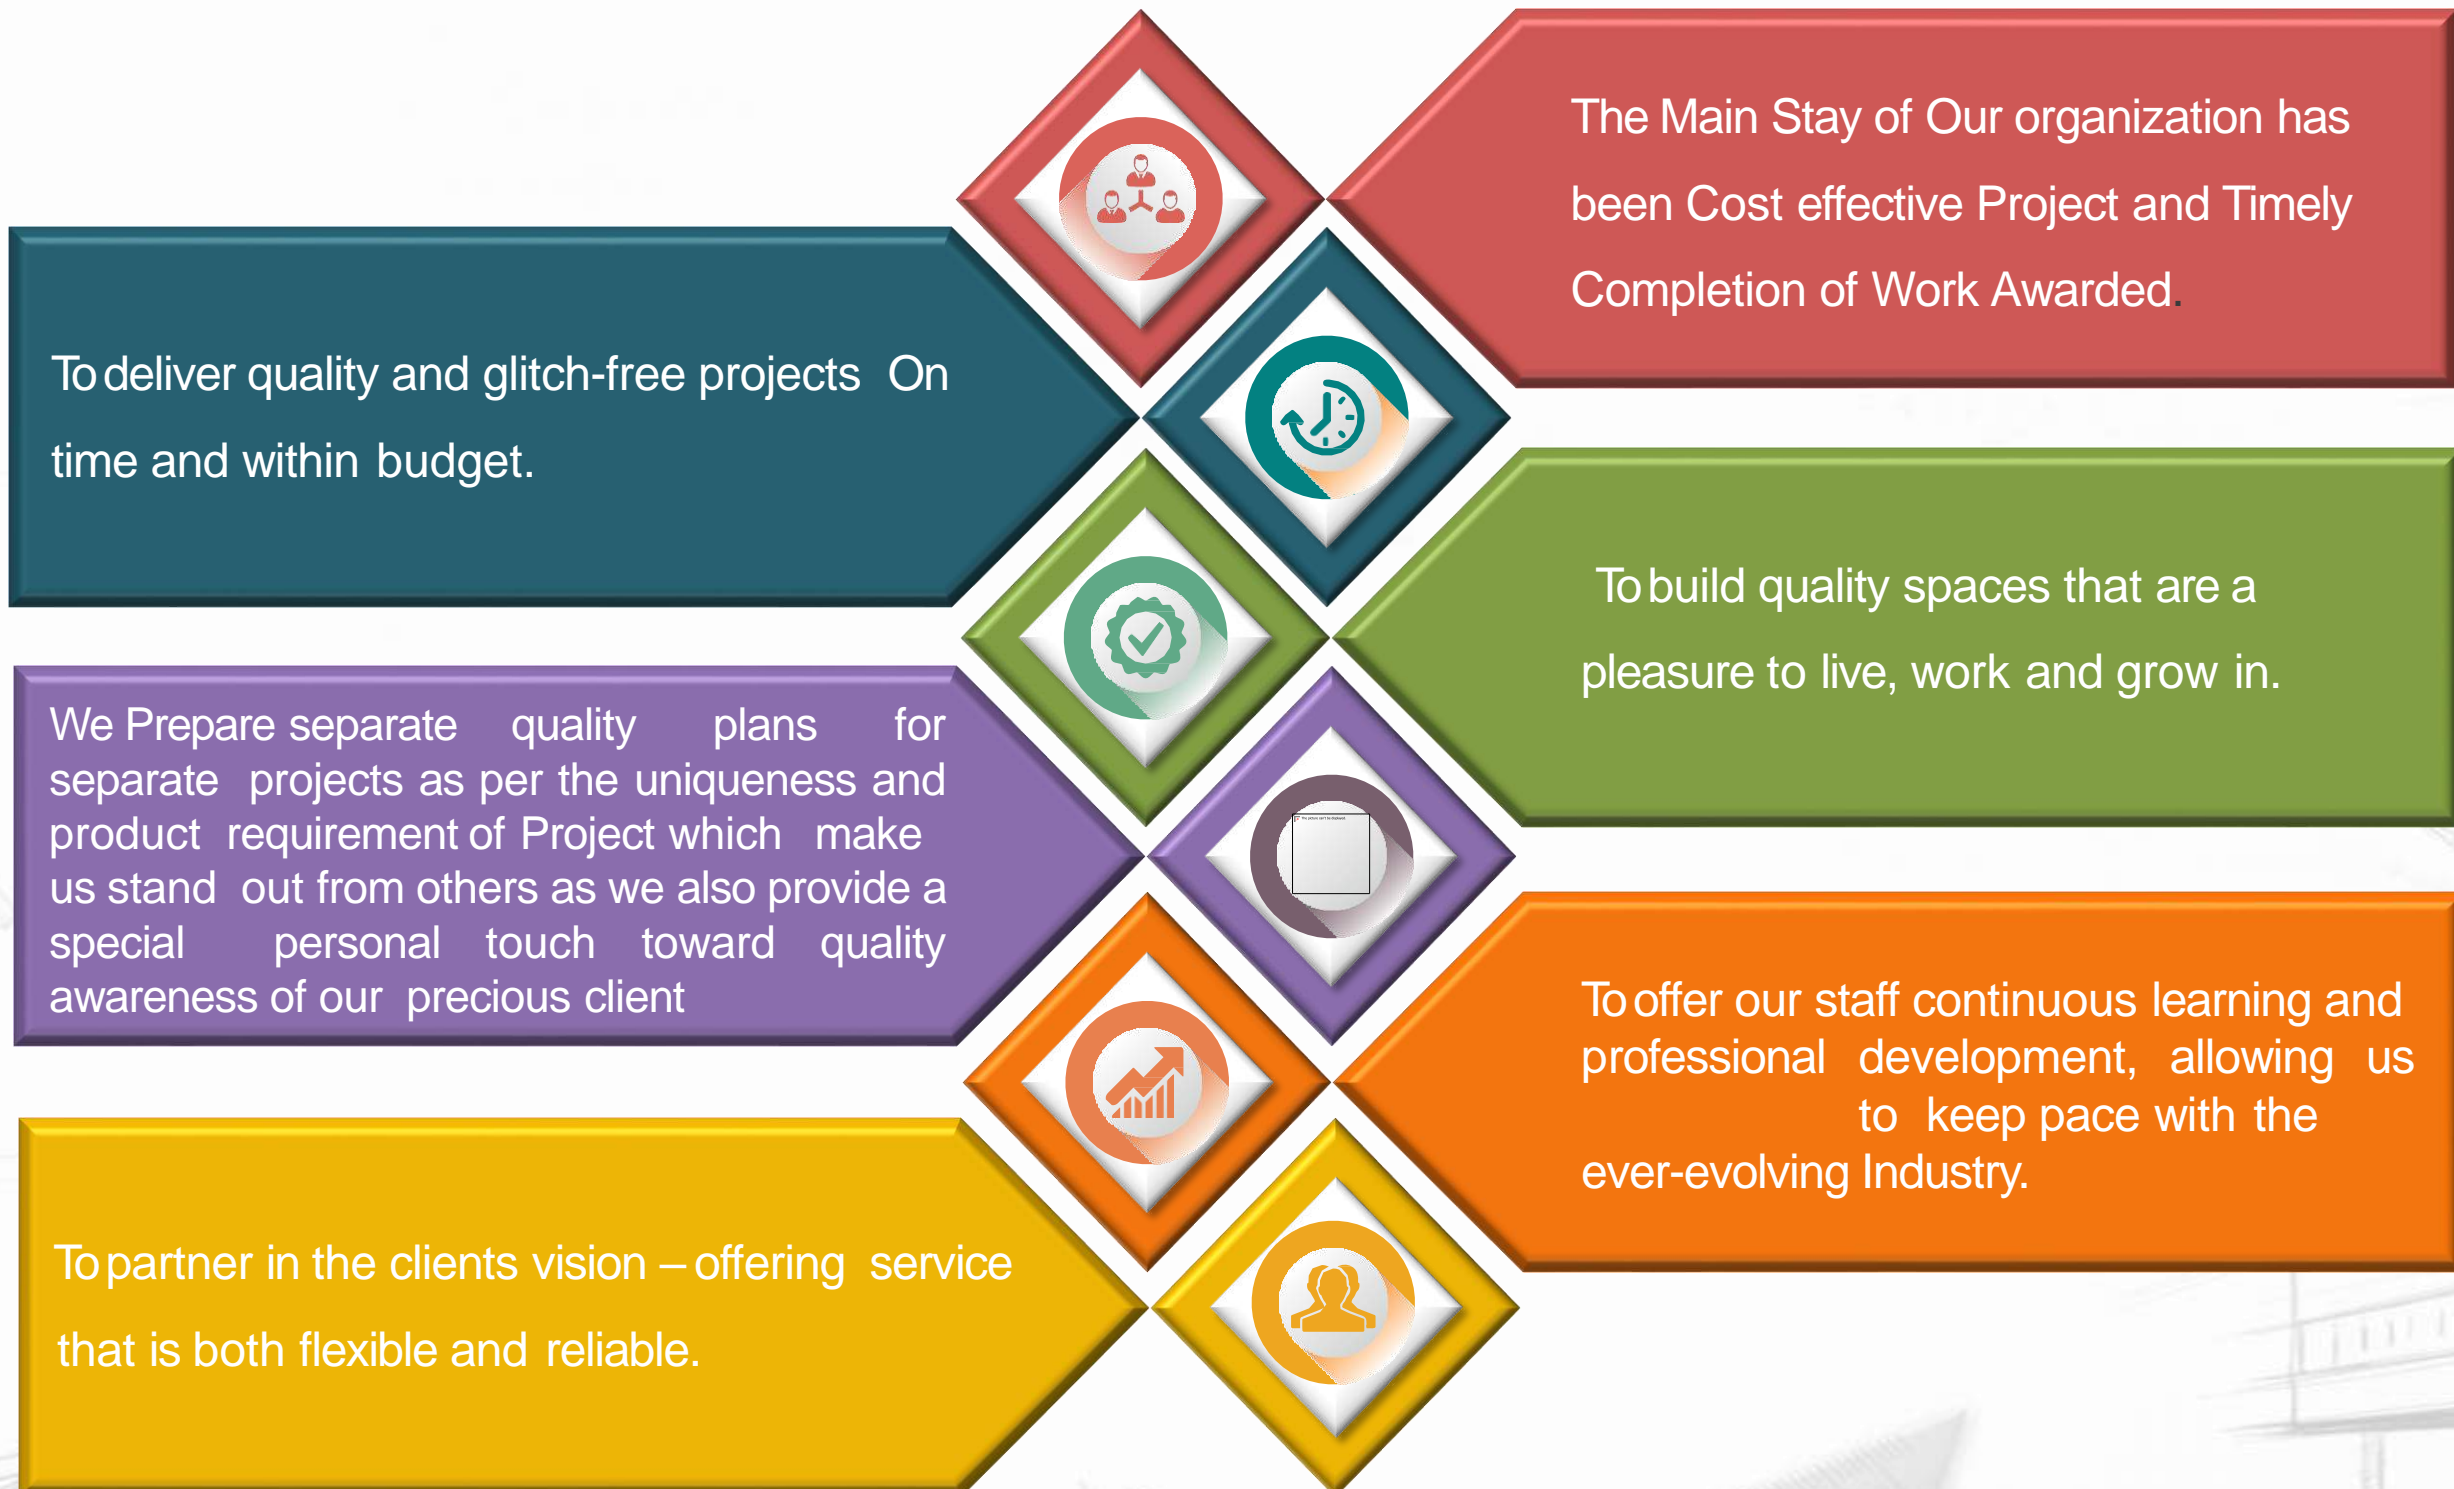 The Main Stay of Our organization has
been Cost effective Project and Timely
Completion of Work Awarded.
To deliver quality and glitch-free projects On
time and within budget.
To build quality spaces that are a
pleasure to live, work and grow in.
We Prepare separate quality plans for
separate projects as per the uniqueness and
product requirement of Project which make
us stand out from others as we also provide a
special personal touch toward quality
awareness of our precious client
The picture can't be displayed.
To offer our staff continuous learning and
professional development, allowing us
to keep pace with the
ever-evolving Industry.
To partner in the clients vision – offering service
that is both flexible and reliable.